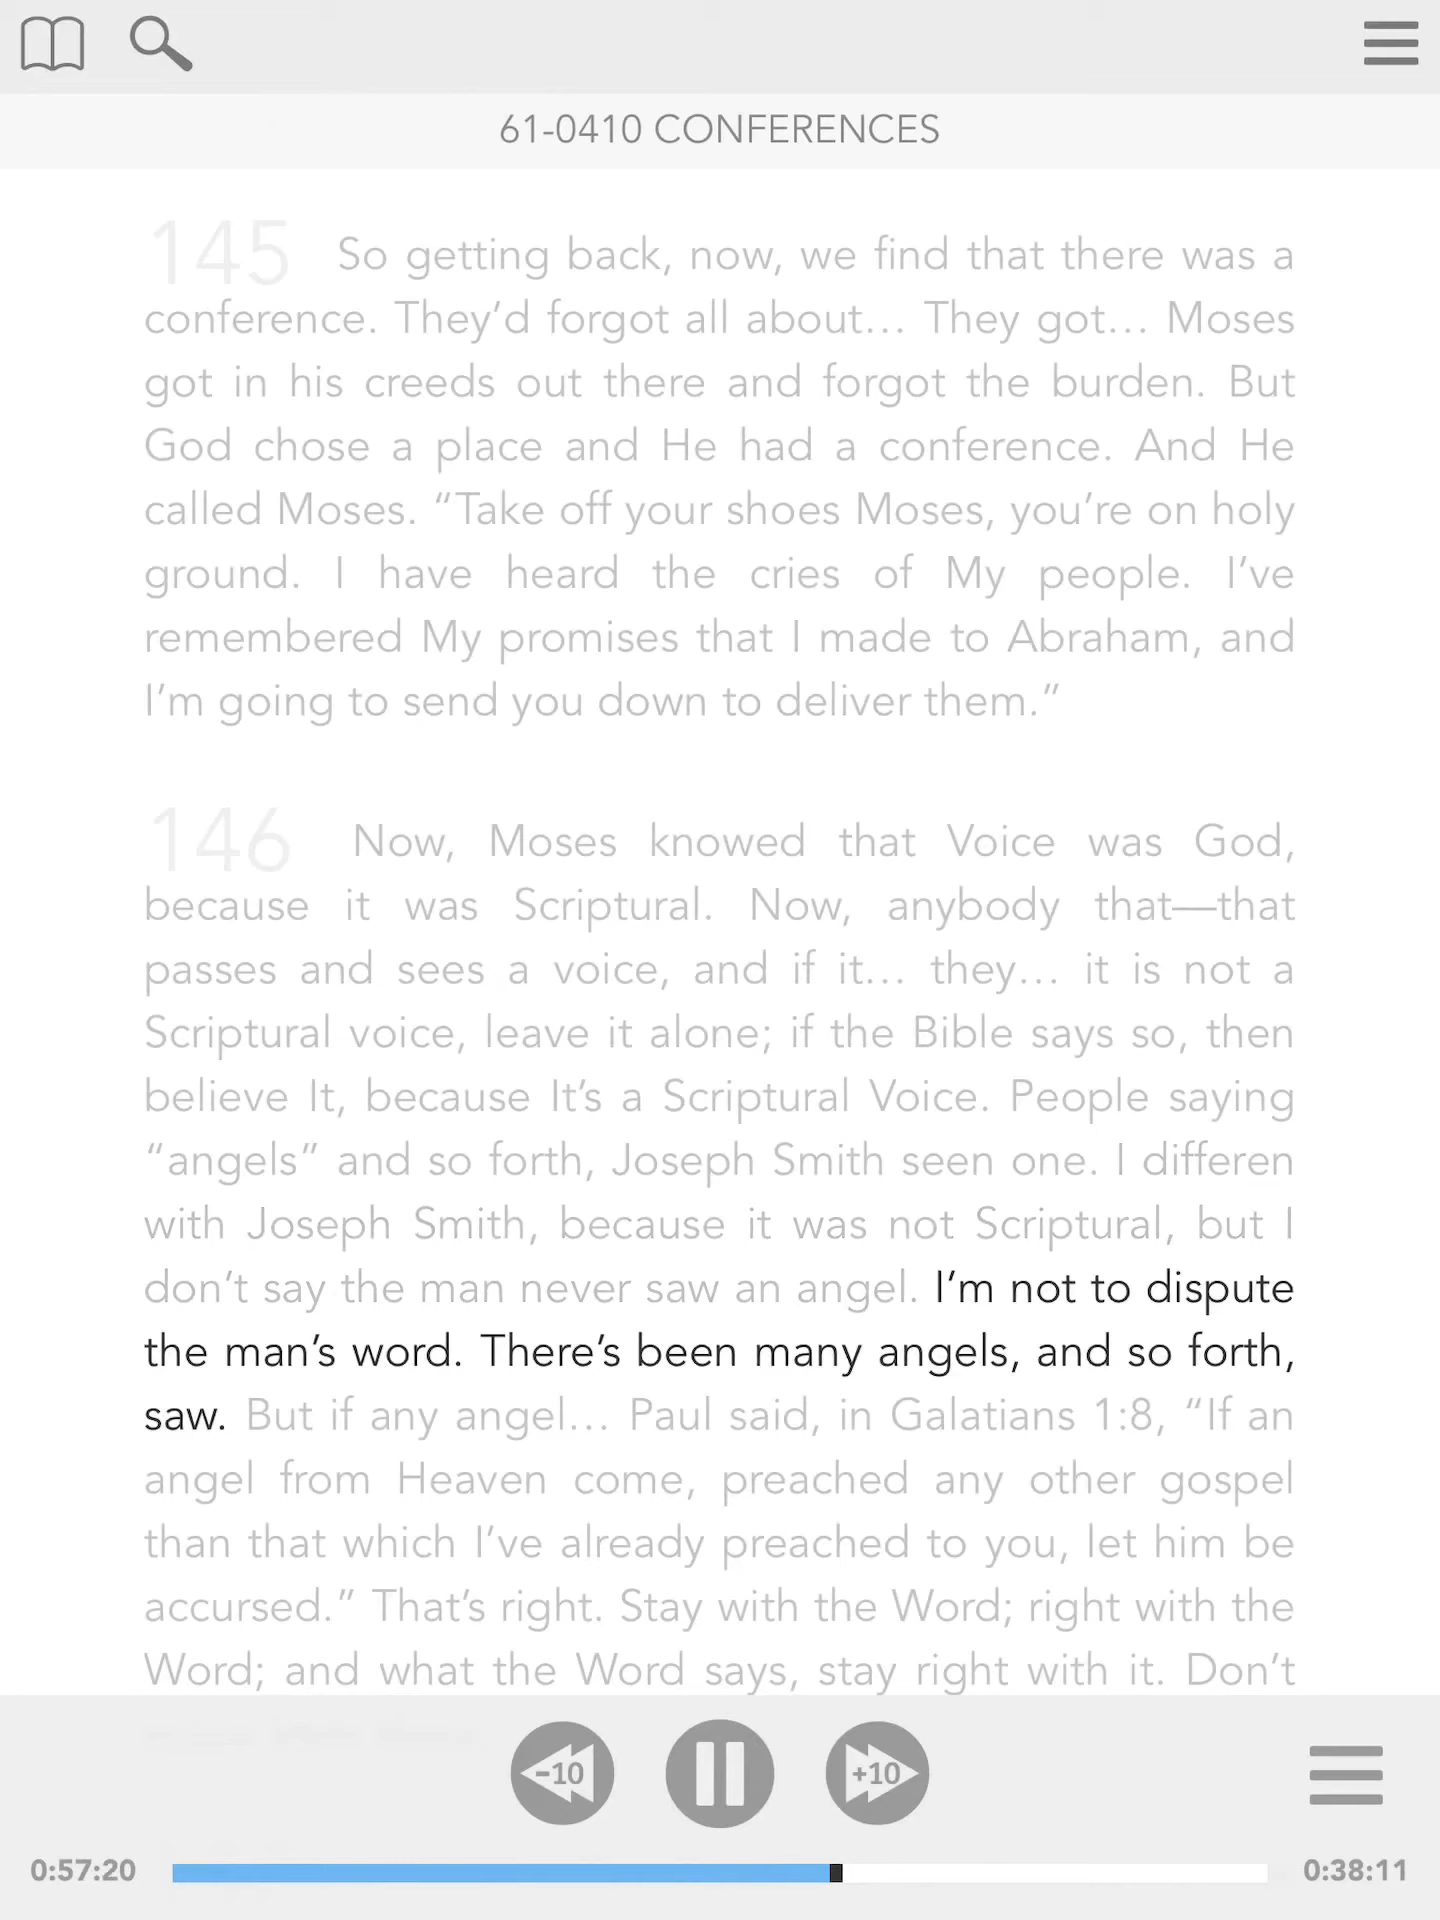 61-0410 CONFERENCES
145 So getting back, now, we find that there was a
conference. They’d forgot all about… They got… Moses
got in his creeds out there and forgot the burden. But
God chose a place and He had a conference. And He
called Moses. “Take off your shoes Moses, you’re on holy
ground. I have heard the cries of My people. I’ve
remembered My promises that I made to Abraham, and
I’m going to send you down to deliver them.”
146 Now, Moses knowed that Voice was God,
because it was Scriptural. Now, anybody that—that
passes and sees a voice, and if it… they… it is not a
Scriptural voice, leave it alone; if the Bible says so, then
believe It, because It’s a Scriptural Voice. People saying
“angels” and so forth, Joseph Smith seen one. I differen
with Joseph Smith, because it was not Scriptural, but I
don’t say the man never saw an angel. I’m not to dispute
the man’s word. There’s been many angels, and so forth,
saw. But if any angel… Paul said, in Galatians 1:8, “If an
angel from Heaven come, preached any other gospel
than that which I’ve already preached to you, let him be
accursed.” That’s right. Stay with the Word; right with the
Word; and what the Word says, stay right with it. Don’t
-10 +10
0:57:20 0:38:11